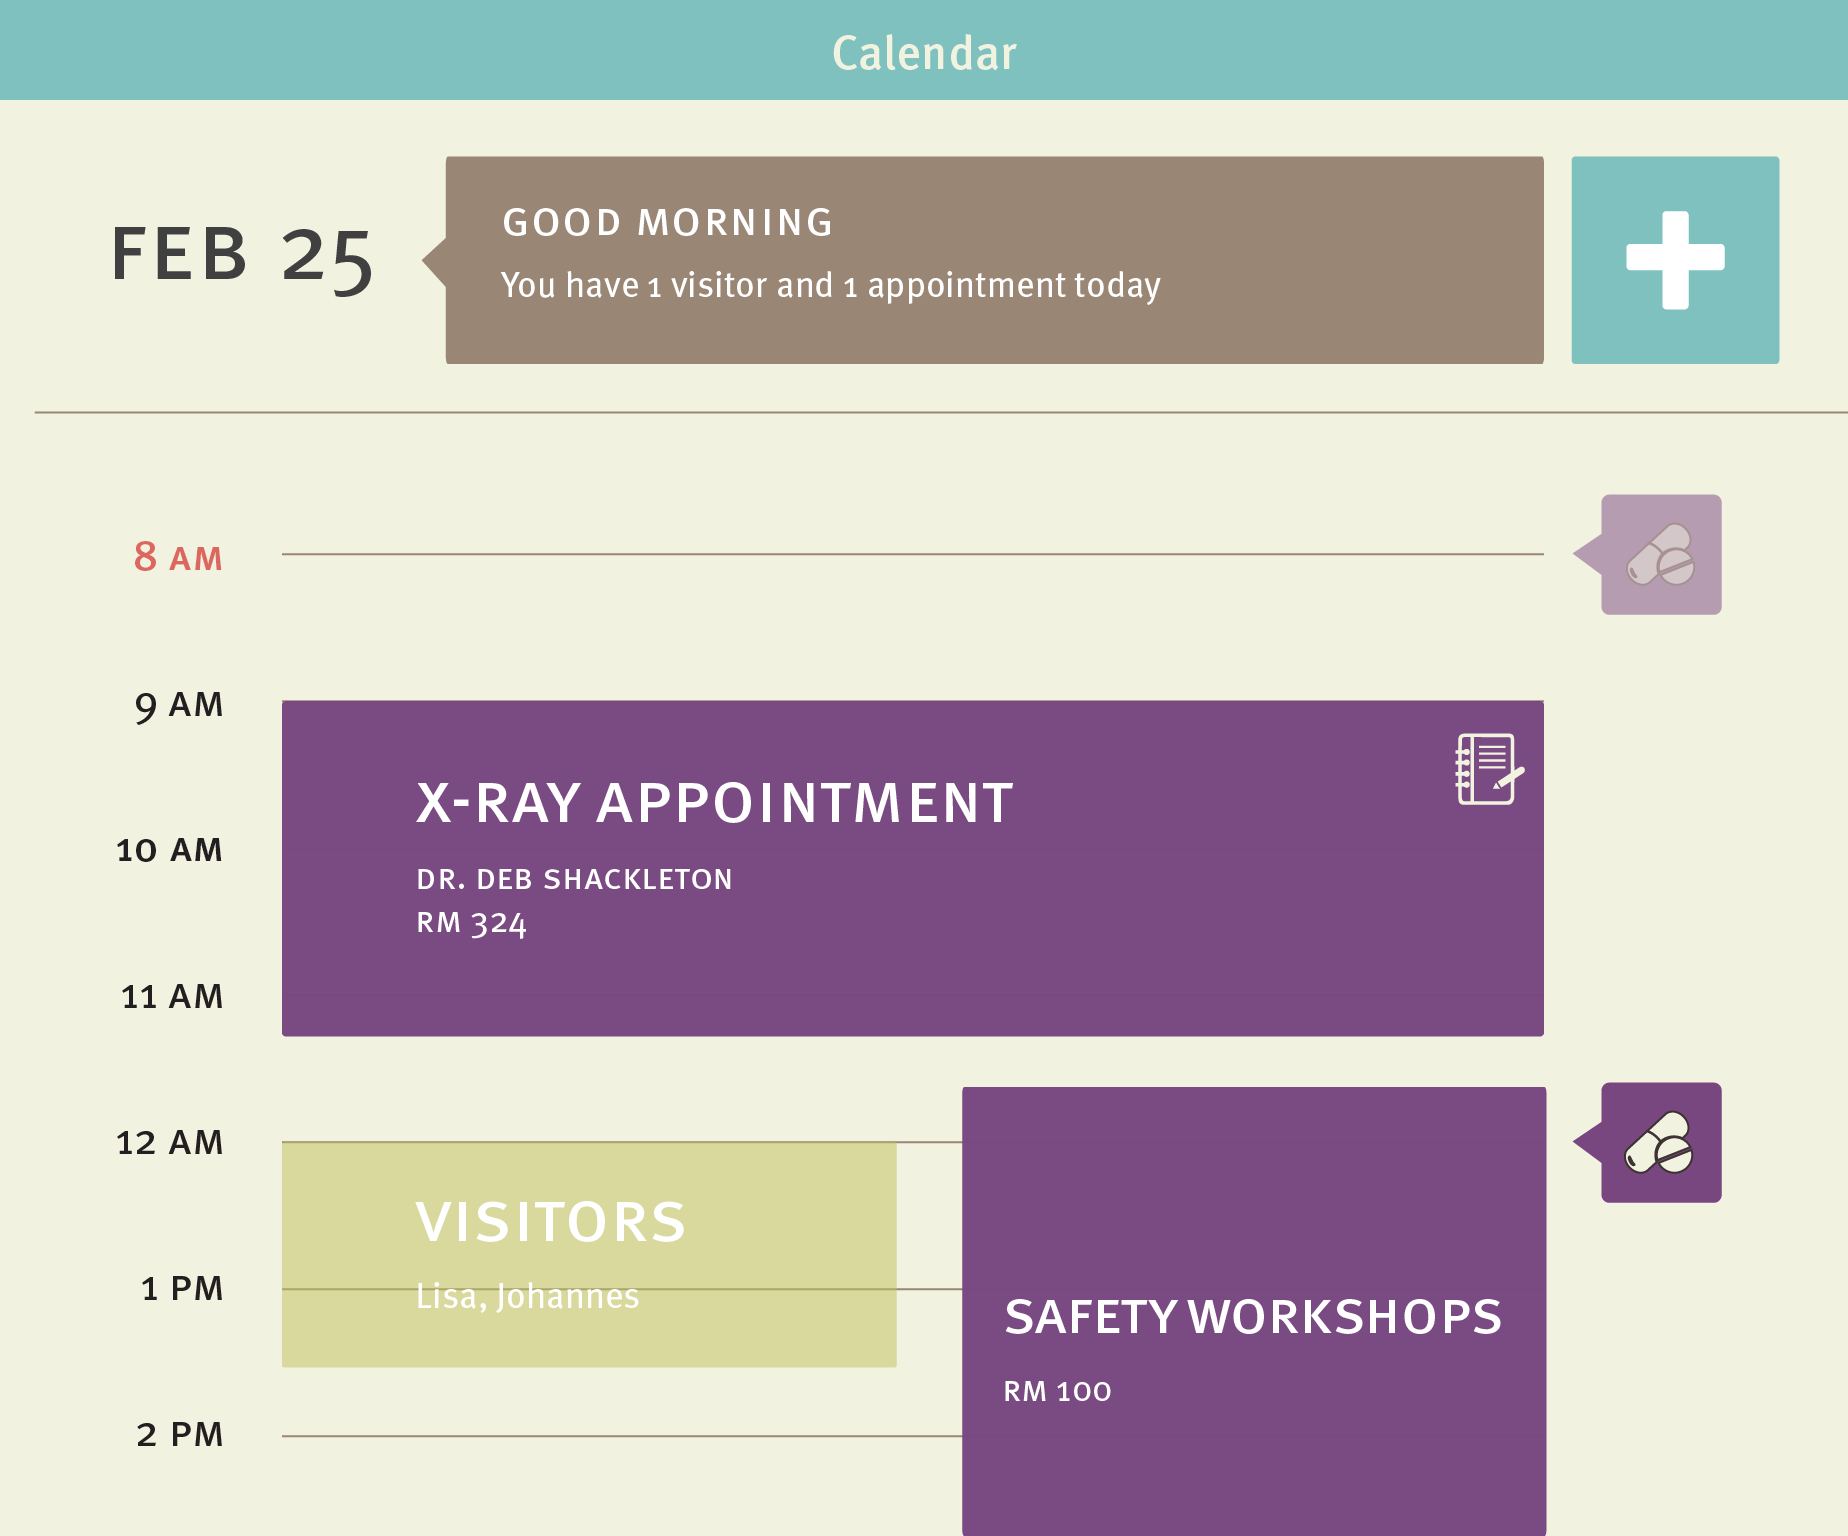 Calendar
FEB 25
GOOD MORNING
You have 1 visitor and 1 appointment today
8 AM
9 AM
X-RAY APPOINTMENT
10 AM
DR. DEB SHACKLETON
RM 324
11 AM
12 AM
VISITORS
1 PM
Lisa, Johannes
SAFETY WORKSHOPS
RM 100
2 PM